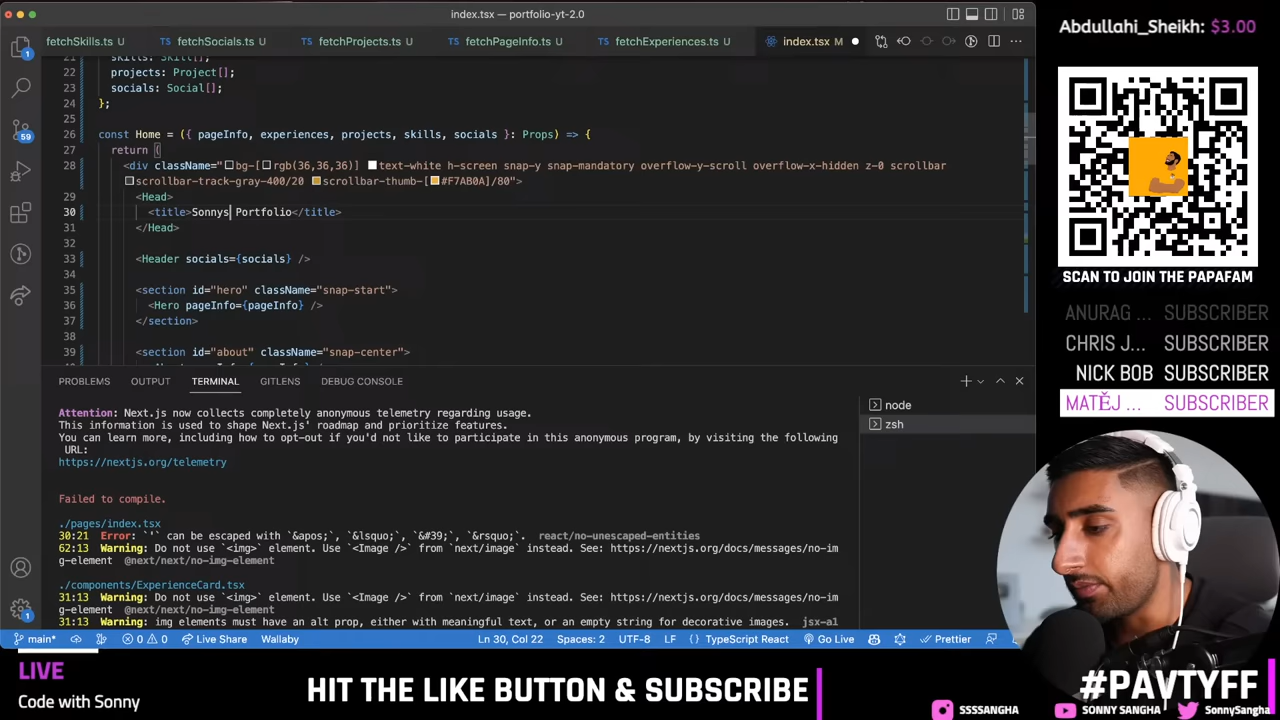 index.tsx — portfolio-yt-2.0
fetchSkills.ts U
fetchSocials.ts U
fetchProjects.ts U
fetchPageInfo.ts U
fetchExperiences.ts U
index.tsx M
21 skills: Skill[];
22 projects: Project[];
23 socials: Social[];
24 };
25
26 const Home = ({ pageInfo, experiences, projects, skills, socials }: Props) => {
27 return (
28 <div className="bg-[rgb(36,36,36)] text-white h-screen snap-y snap-mandatory overflow-y-scroll overflow-x-hidden z-0 scrollbar
scrollbar-track-gray-400/20 scrollbar-thumb-[#F7AB0A]/80">
29 <Head>
30 <title>Sonnys Portfolio</title>
31 </Head>
32
33 <Header socials={socials} />
34
35 <section id="hero" className="snap-start">
36 <Hero pageInfo={pageInfo} />
37 </section>
38
39 <section id="about" className="snap-center">
PROBLEMS OUTPUT TERMINAL GITLENS DEBUG CONSOLE
Attention: Next.js now collects completely anonymous telemetry regarding usage.
This information is used to shape Next.js' roadmap and prioritize features.
You can learn more, including how to opt-out if you'd not like to participate in this anonymous program, by visiting the following
URL:
https://nextjs.org/telemetry
Failed to compile.
./pages/index.tsx
30:21 Error: `'` can be escaped with `&apos;`, `&lsquo;`, `&#39;`, `&rsquo;`. react/no-unescaped-entities
62:13 Warning: Do not use `<img>` element. Use `<Image />` from `next/image` instead. See: https://nextjs.org/docs/messages/no-im
g-element @next/next/no-img-element
./components/ExperienceCard.tsx
31:13 Warning: Do not use `<img>` element. Use `<Image />` from `next/image` instead. See: https://nextjs.org/docs/messages/no-im
g-element @next/next/no-img-element
31:13 Warning: img elements must have an alt prop, either with meaningful text, or an empty string for decorative images. jsx-a1
node
zsh
1
59
1
main* 0 0 Live Share Wallaby Ln 30, Col 22 Spaces: 2 UTF-8 LF TypeScript React Go Live Prettier
Abdullahi_Sheikh: $3.00
SCAN TO JOIN THE PAPAFAM
ANURAG ... SUBSCRIBER
CHRIS J... SUBSCRIBER
NICK BOB SUBSCRIBER
MATĚJ ... SUBSCRIBER
LIVE
Code with Sonny
HIT THE LIKE BUTTON & SUBSCRIBE
#PAVTYFF
SSSSANGHA SONNY SANGHA SonnySangha